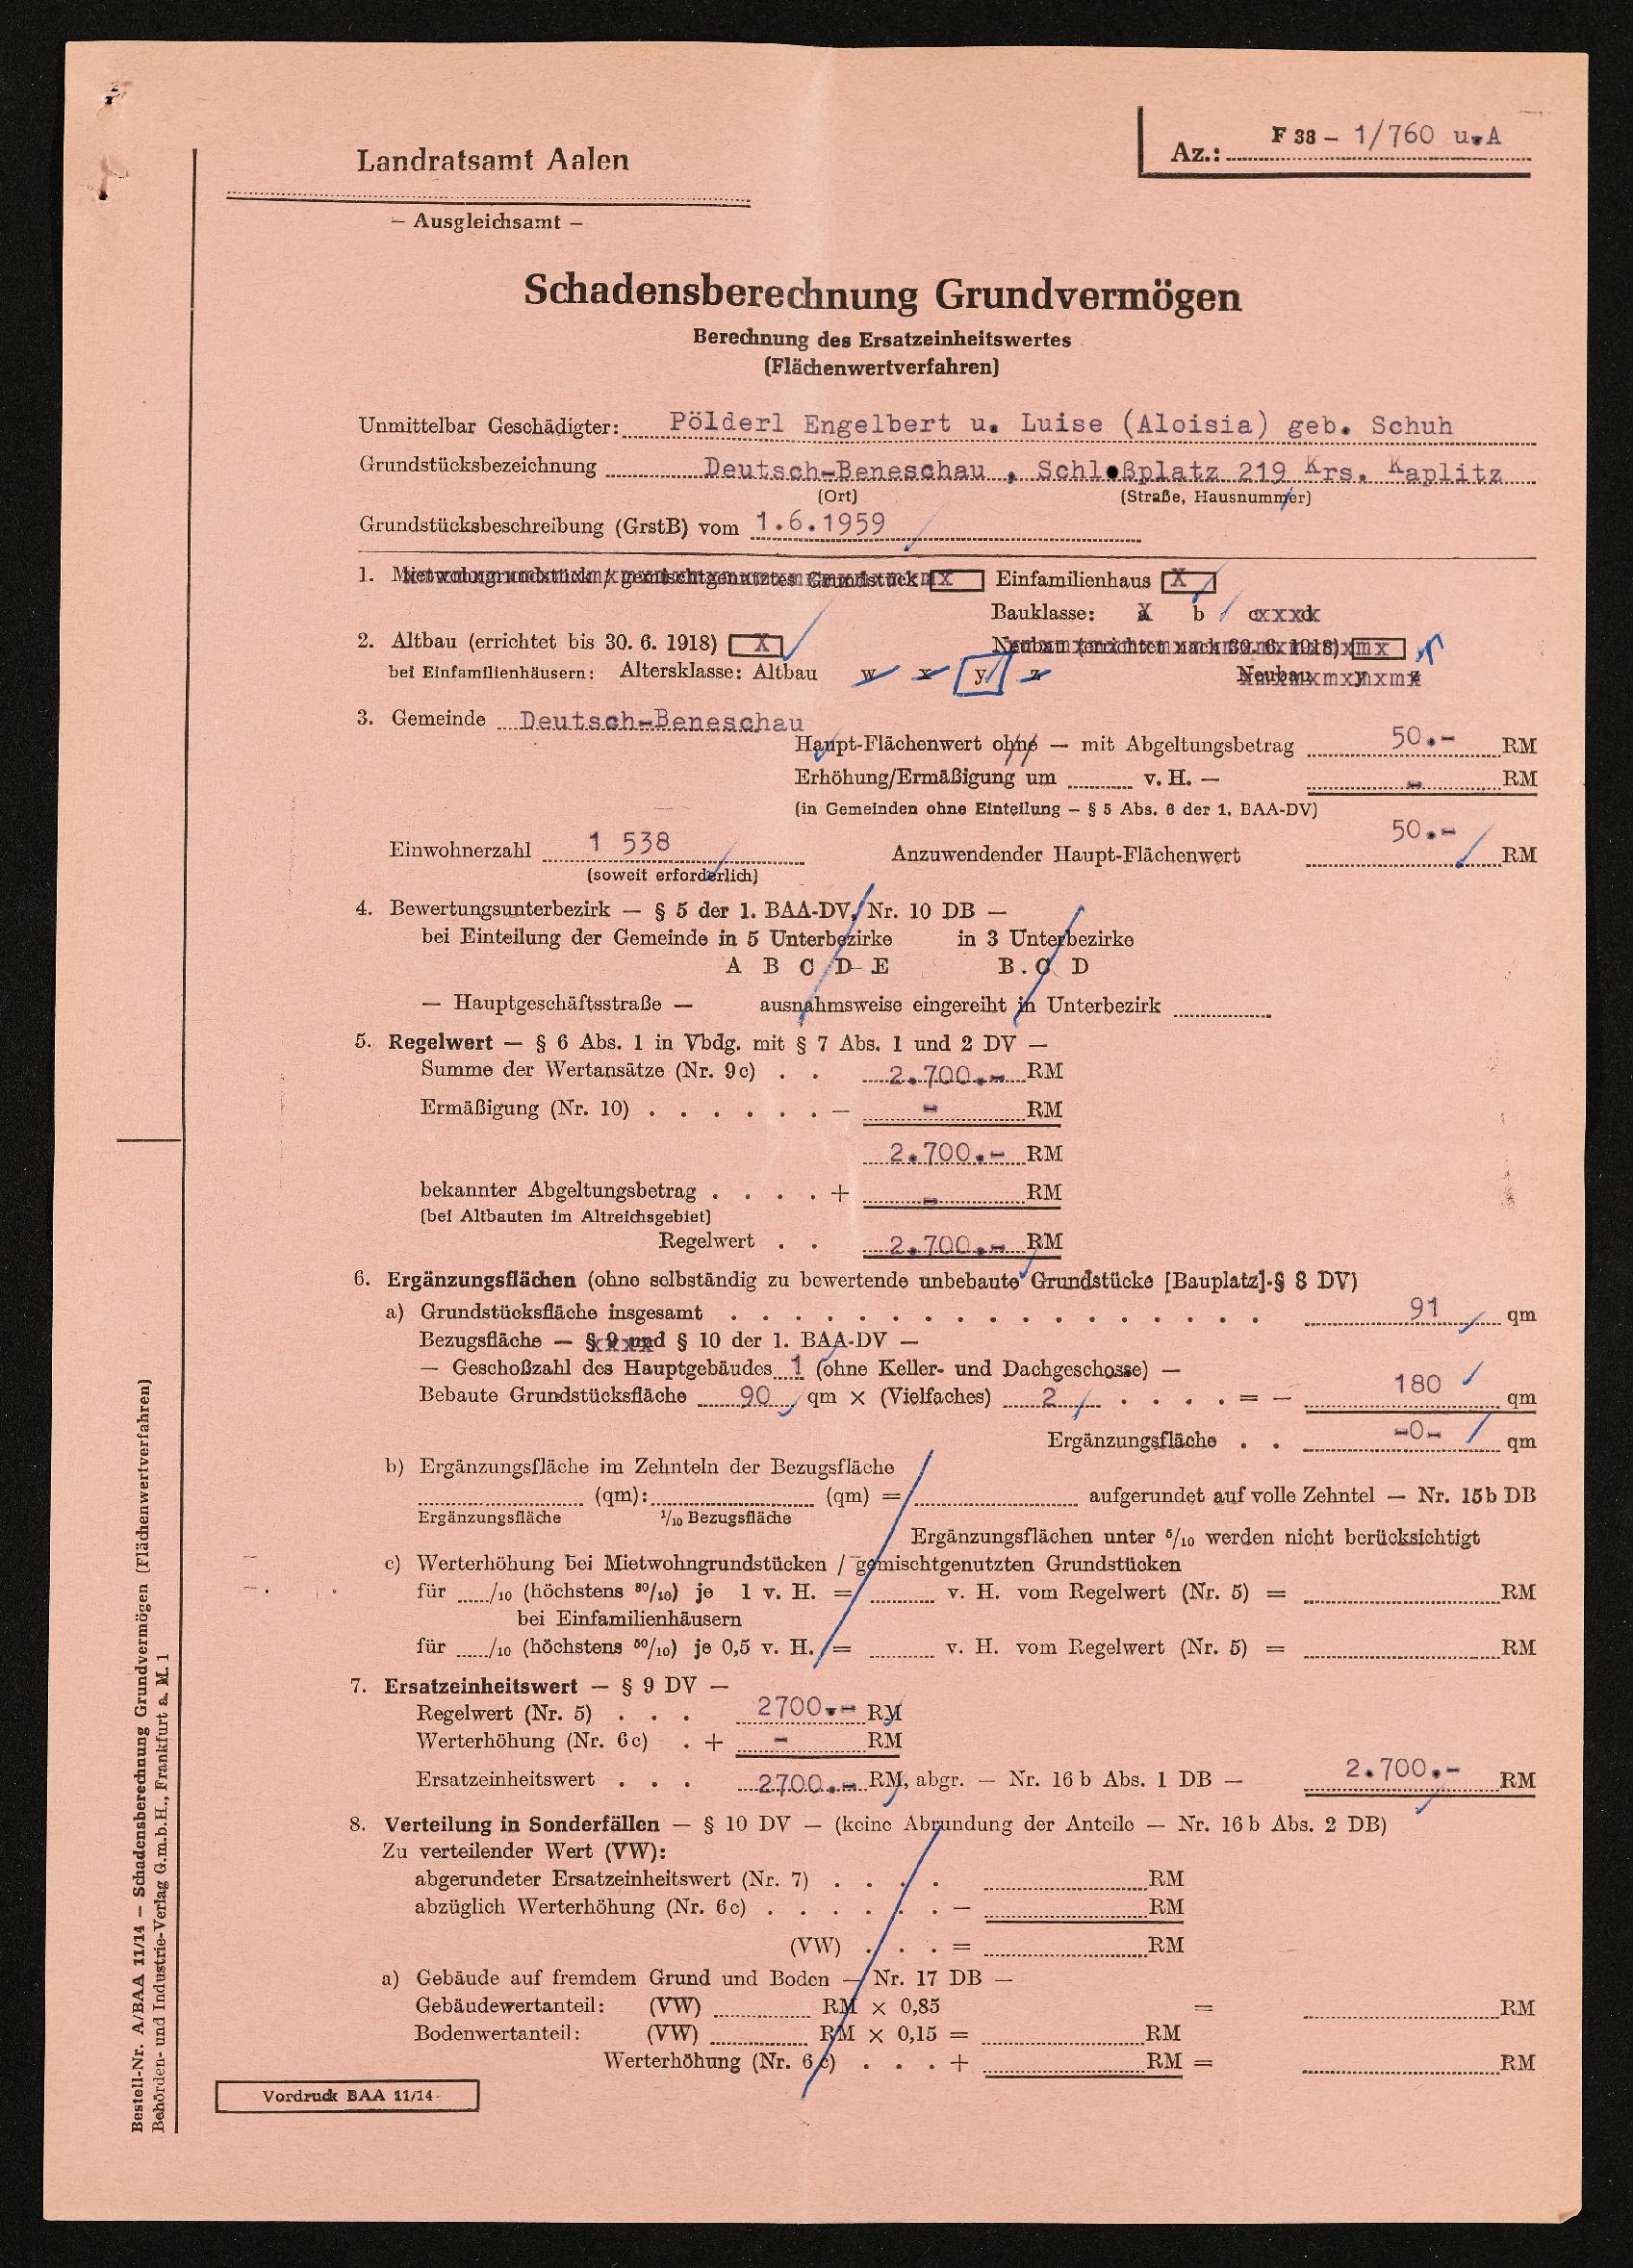 F 38 – 1/760 u.A
Az.:
Landratsamt Aalen
– Ausgleichsamt –
Schadensberechnung Grundvermögen
Berechnung des Ersatzeinheitswertes
(Flächenwertverfahren)
Unmittelbar Geschädigter: Pölderl Engelbert u. Luise (Aloisia) geb. Schuh
Grundstücksbezeichnung Deutsch-Beneschau , Schloßplatz 219 Krs. Kaplitz
(Ort) (Straße, Hausnummer)
Grundstücksbeschreibung (GrstB) vom 1.6.1959
1. Mietwohngrundstück / gemischtgenutztes Grundstück X Einfamilienhaus X
Bauklasse: a b c d
2. Altbau (errichtet bis 30. 6. 1918) X Neubau (errichtet nach 30. 6. 1918)
bei Einfamilienhäusern: Altersklasse: Altbau w x y z Neubau y z
3. Gemeinde Deutsch-Beneschau
Haupt-Flächenwert ohne — mit Abgeltungsbetrag 50.- RM
Erhöhung/Ermäßigung um ........ v. H. — - RM
(in Gemeinden ohne Einteilung – § 5 Abs. 6 der 1. BAA-DV)
Einwohnerzahl 1 538 Anzuwendender Haupt-Flächenwert 50.- RM
(soweit erforderlich)
4. Bewertungsunterbezirk — § 5 der 1. BAA-DV, Nr. 10 DB —
bei Einteilung der Gemeinde in 5 Unterbezirke in 3 Unterbezirke
A B C D E B C D
— Hauptgeschäftsstraße — ausnahmsweise eingereiht in Unterbezirk
5. Regelwert — § 6 Abs. 1 in Vbdg. mit § 7 Abs. 1 und 2 DV —
Summe der Wertansätze (Nr. 9c) . . 2.700.- RM
Ermäßigung (Nr. 10) . . . . . . — - RM
2.700.- RM
bekannter Abgeltungsbetrag . . . . + - RM
(bei Altbauten im Altreichsgebiet)
Regelwert . . 2.700.- RM
6. Ergänzungsflächen (ohne selbständig zu bewertende unbebaute Grundstücke [Bauplatz]-§ 8 DV)
a) Grundstücksfläche insgesamt 91 qm
Bezugsfläche — § 9 und § 10 der 1. BAA-DV —
— Geschoßzahl des Hauptgebäudes 1 (ohne Keller- und Dachgeschosse) —
Bebaute Grundstücksfläche 90 qm × (Vielfaches) 2 . . . . = — 180 qm
Ergänzungsfläche . . -0- qm
b) Ergänzungsfläche im Zehnteln der Bezugsfläche
(qm): (qm) = aufgerundet auf volle Zehntel — Nr. 15b DB
Ergänzungsfläche 1/10 Bezugsfläche
Ergänzungsflächen unter 5/10 werden nicht berücksichtigt
c) Werterhöhung bei Mietwohngrundstücken / gemischtgenutzten Grundstücken
für ....../10 (höchstens 80/10) je 1 v. H. = v. H. vom Regelwert (Nr. 5) = RM
bei Einfamilienhäusern
für ....../10 (höchstens 50/10) je 0,5 v. H. = v. H. vom Regelwert (Nr. 5) = RM
7. Ersatzeinheitswert — § 9 DV —
Regelwert (Nr. 5) . . . 2700.- RM
Werterhöhung (Nr. 6c) . + - RM
Ersatzeinheitswert . . . 2700.- RM, abgr. — Nr. 16b Abs. 1 DB — 2.700.- RM
8. Verteilung in Sonderfällen — § 10 DV — (keine Abrundung der Anteile — Nr. 16b Abs. 2 DB)
Zu verteilender Wert (VW):
abgerundeter Ersatzeinheitswert (Nr. 7) . . . . RM
abzüglich Werterhöhung (Nr. 6c) . . . . . . — RM
(VW) . . . = RM
a) Gebäude auf fremdem Grund und Boden — Nr. 17 DB —
Gebäudewertanteil: (VW) RM × 0,85 = RM
Bodenwertanteil: (VW) RM × 0,15 = RM
Werterhöhung (Nr. 6c) . . . + RM = RM
Vordruck BAA 11/14
Bestell-Nr. A/BAA 11/14 — Schadensberechnung Grundvermögen (Flächenwertverfahren)
Behörden- und Industrie-Verlag G.m.b.H., Frankfurt a. M. 1